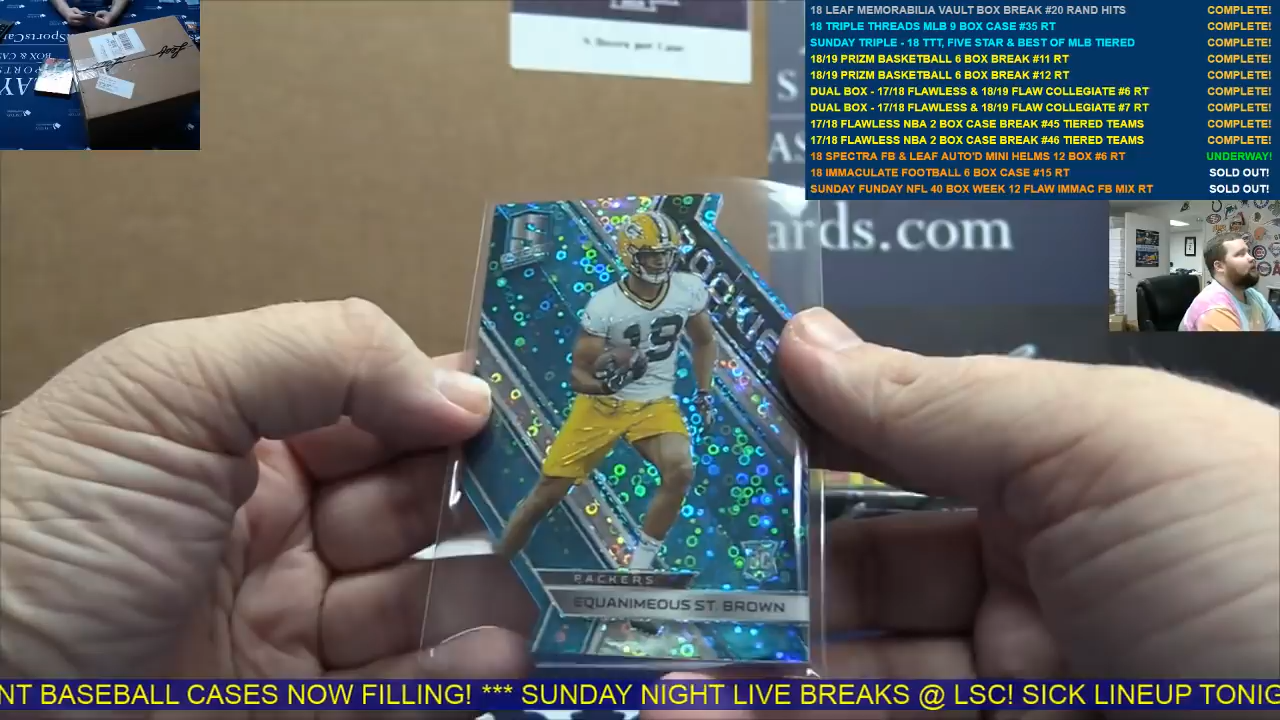 18 LEAF MEMORABILIA VAULT BOX BREAK #20 RAND HITS COMPLETE!
18 TRIPLE THREADS MLB 9 BOX CASE #35 RT COMPLETE!
SUNDAY TRIPLE - 18 TTT, FIVE STAR & BEST OF MLB TIERED COMPLETE!
18/19 PRIZM BASKETBALL 6 BOX BREAK #11 RT COMPLETE!
18/19 PRIZM BASKETBALL 6 BOX BREAK #12 RT COMPLETE!
DUAL BOX - 17/18 FLAWLESS & 18/19 FLAW COLLEGIATE #6 RT COMPLETE!
DUAL BOX - 17/18 FLAWLESS & 18/19 FLAW COLLEGIATE #7 RT COMPLETE!
17/18 FLAWLESS NBA 2 BOX CASE BREAK #45 TIERED TEAMS COMPLETE!
17/18 FLAWLESS NBA 2 BOX CASE BREAK #46 TIERED TEAMS COMPLETE!
18 SPECTRA FB & LEAF AUTO'D MINI HELMS 12 BOX #6 RT UNDERWAY!
18 IMMACULATE FOOTBALL 6 BOX CASE #15 RT SOLD OUT!
SUNDAY FUNDAY NFL 40 BOX WEEK 12 FLAW IMMAC FB MIX RT SOLD OUT!
ards.com
ROOKIE
19
RC
PACKERS
EQUANIMEOUS ST. BROWN
NT BASEBALL CASES NOW FILLING! *** SUNDAY NIGHT LIVE BREAKS @ LSC! SICK LINEUP TONIG